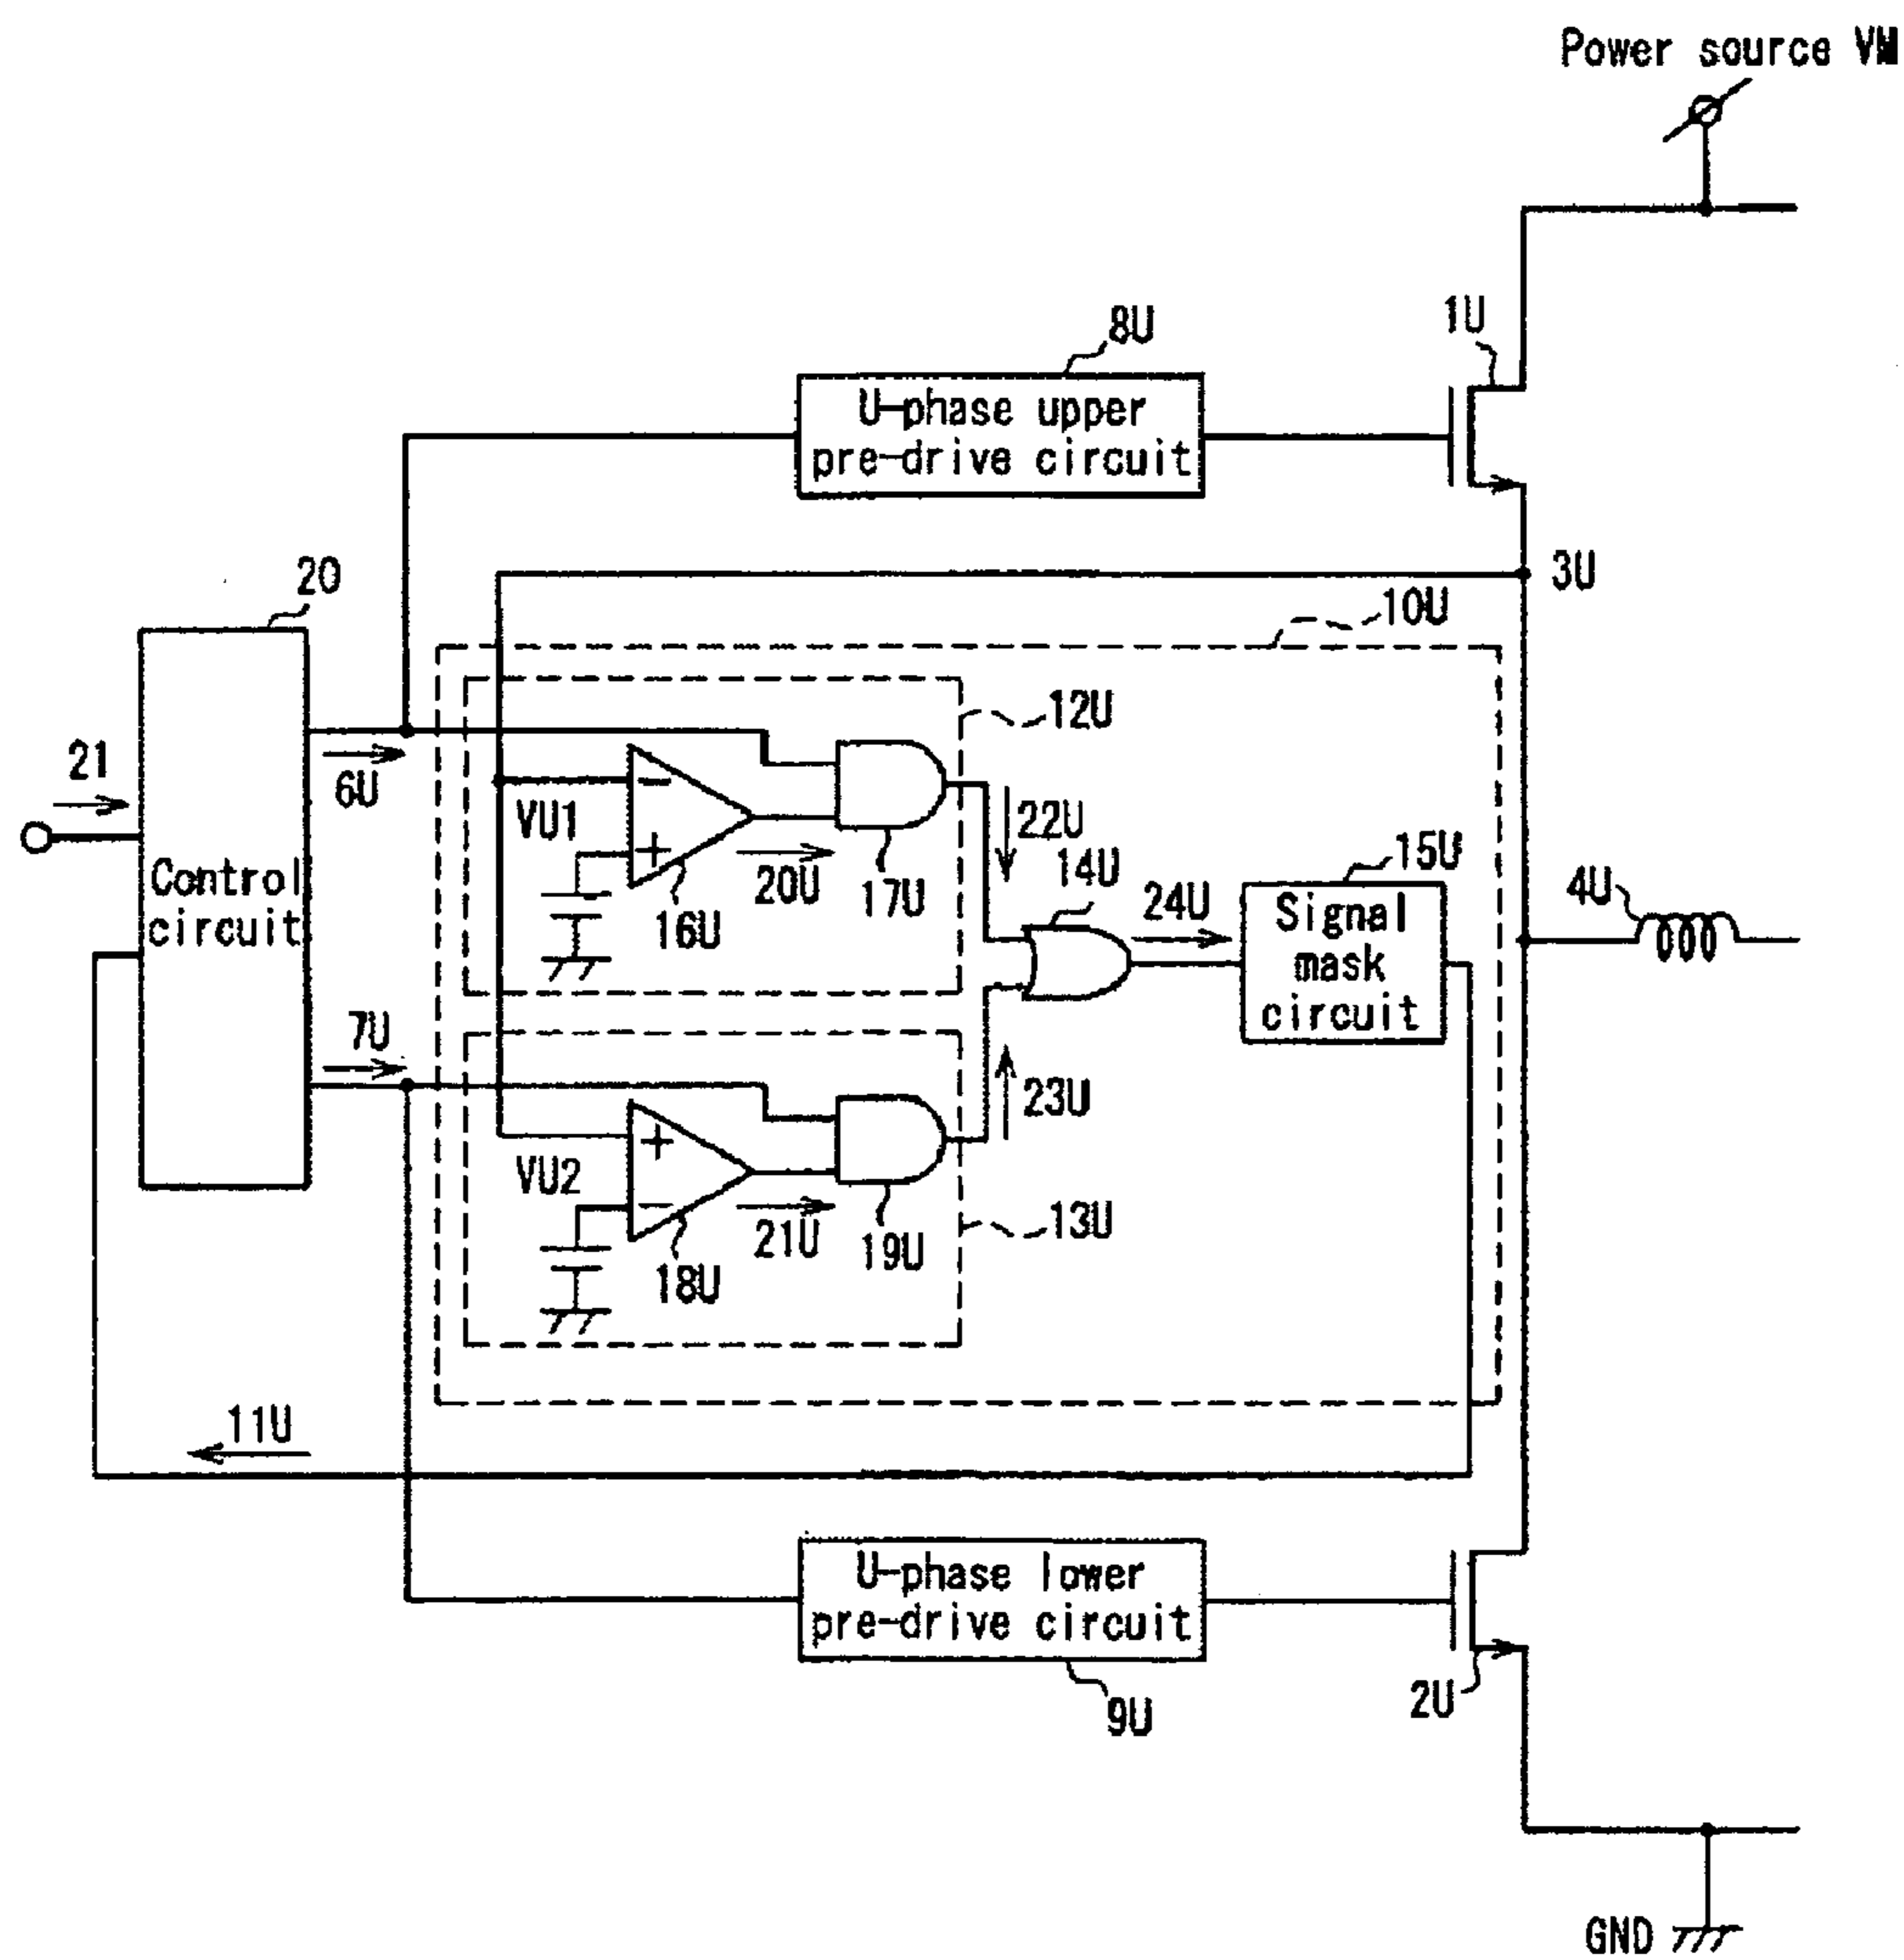 Power source VM
1U
8U
U-phase upper
pre-drive circuit
3U
20
10U
12U
21
6U
Control
circuit
VU1
−
+
20U
16U
17U
22U
14U
24U
15U
Signal
mask
circuit
4U
7U
23U
VU2
+
−
21U
18U
19U
13U
11U
U-phase lower
pre-drive circuit
9U
2U
GND